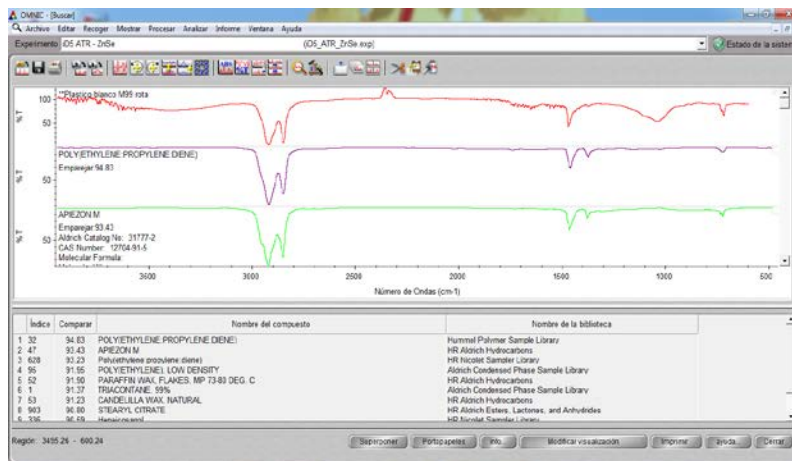 OMNIC - [Buscar]
Archivo Editar Recoger Mostrar Procesar Analizar Informe Ventana Ayuda
Experimento iD5 ATR - ZnSe (iD5_ATR_ZnSe.exp) Estado de la sistem
**Plastico blanco M99 rota
100
50
%T
POLY(ETHYLENE:PROPYLENE:DIENE)
Emparejar:94.83
50
%T
APIEZON M
Emparejar:93.43
Aldrich Catalog No: 31777-2
CAS Number: 12704-91-5
Molecular Formula:
50
%T
3500 3000 2500 2000 1500 1000 500
Número de Ondas (cm-1)
Índice Comparar Nombre del compuesto Nombre de la biblioteca
1 32 94.83 POLY(ETHYLENE:PROPYLENE:DIENE) Hummel Polymer Sample Library
2 47 93.43 APIEZON M HR Aldrich Hydrocarbons
3 628 93.23 Poly(ethylene:propylene:diene) HR Nicolet Sampler Library
4 95 91.95 POLY(ETHYLENE), LOW DENSITY Aldrich Condensed Phase Sample Library
5 52 91.90 PARAFFIN WAX, FLAKES, MP 73-80 DEG. C HR Aldrich Hydrocarbons
6 1 91.37 TRIACONTANE, 99% Aldrich Condensed Phase Sample Library
7 53 91.23 CANDELILLA WAX, NATURAL HR Aldrich Hydrocarbons
8 903 90.80 STEARYL CITRATE HR Aldrich Esters, Lactones, and Anhydrides
9 336 90.59 Heneicosanol HR Nicolet Sampler Library
Región: 3495.26 - 600.24 Superponer Portapapeles Info... Modificar visualización Imprimir ayuda... Cerrar